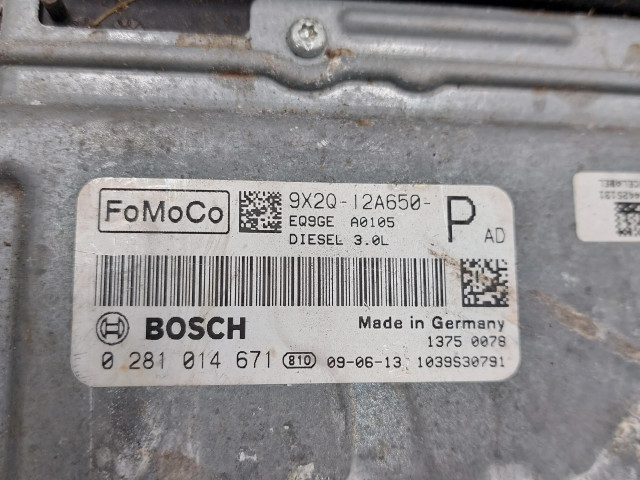 FoMoCo 9X2Q-12A650- P AD
EQ9GE A0105
DIESEL 3.0L
BOSCH Made in Germany
1375 0078
0 281 014 671 810 09-06-13 1039S30791